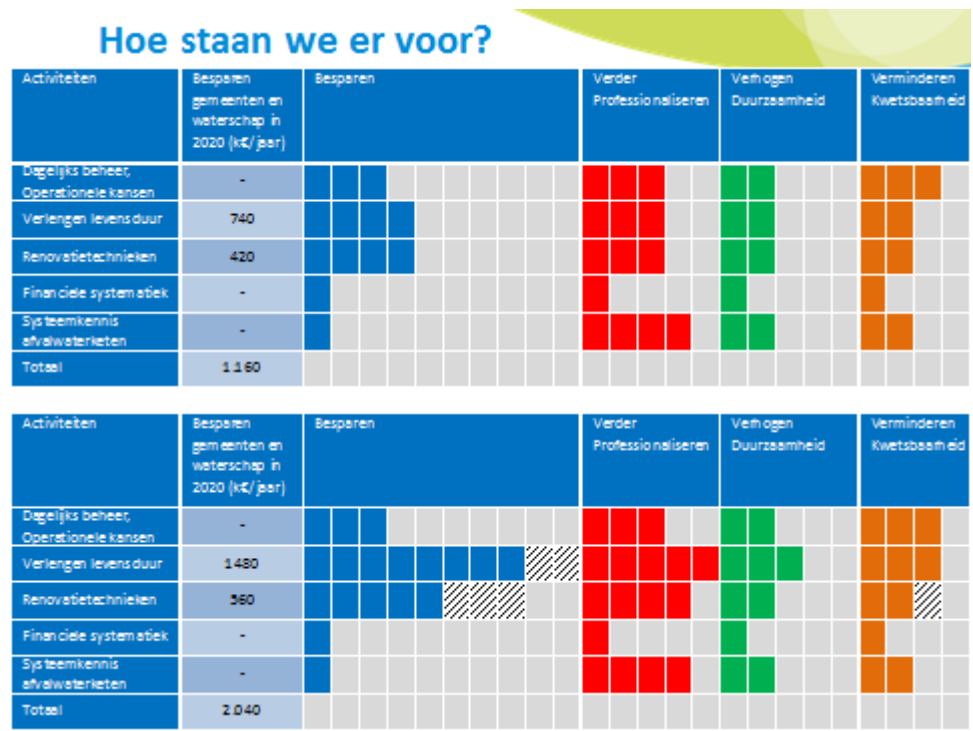 Hoe staan we er voor?
Activiteiten
Besparen
gemeenten en
waterschap in
2020 (k€/jaar)
Besparen
Verder
Professionaliseren
Verhogen
Duurzaamheid
Verminderen
Kwetsbaarheid
Dagelijks beheer,
Operationele kansen
-
Verlengen levensduur
740
Renovatietechnieken
420
Financiele systematiek
-
Systeemkennis
afvalwaterketen
-
Totaal
1.160
Activiteiten
Besparen
gemeenten en
waterschap in
2020 (k€/jaar)
Besparen
Verder
Professionaliseren
Verhogen
Duurzaamheid
Verminderen
Kwetsbaarheid
Dagelijks beheer,
Operationele kansen
-
Verlengen levensduur
1480
Renovatietechnieken
560
Financiele systematiek
-
Systeemkennis
afvalwaterketen
-
Totaal
2.040